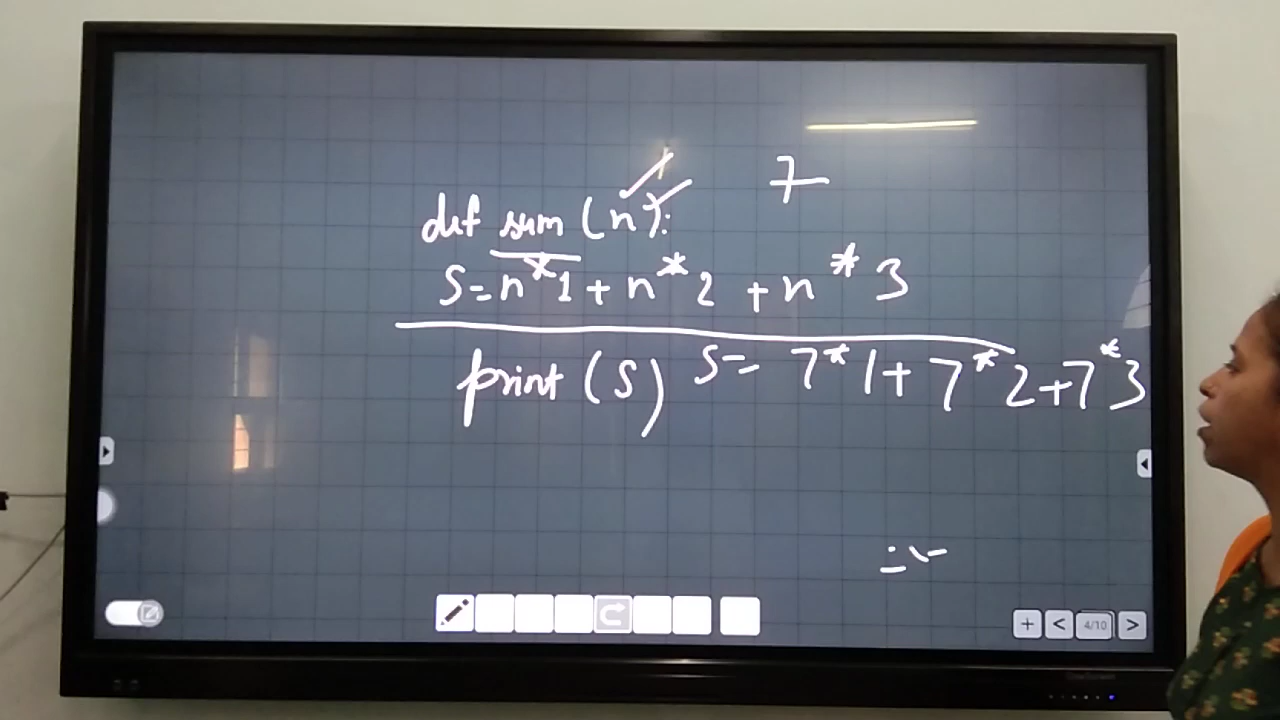 7
def sum (n):
S=n*1+n*2+n*3
print (S) S= 7*1+7*2+7*3
4/10